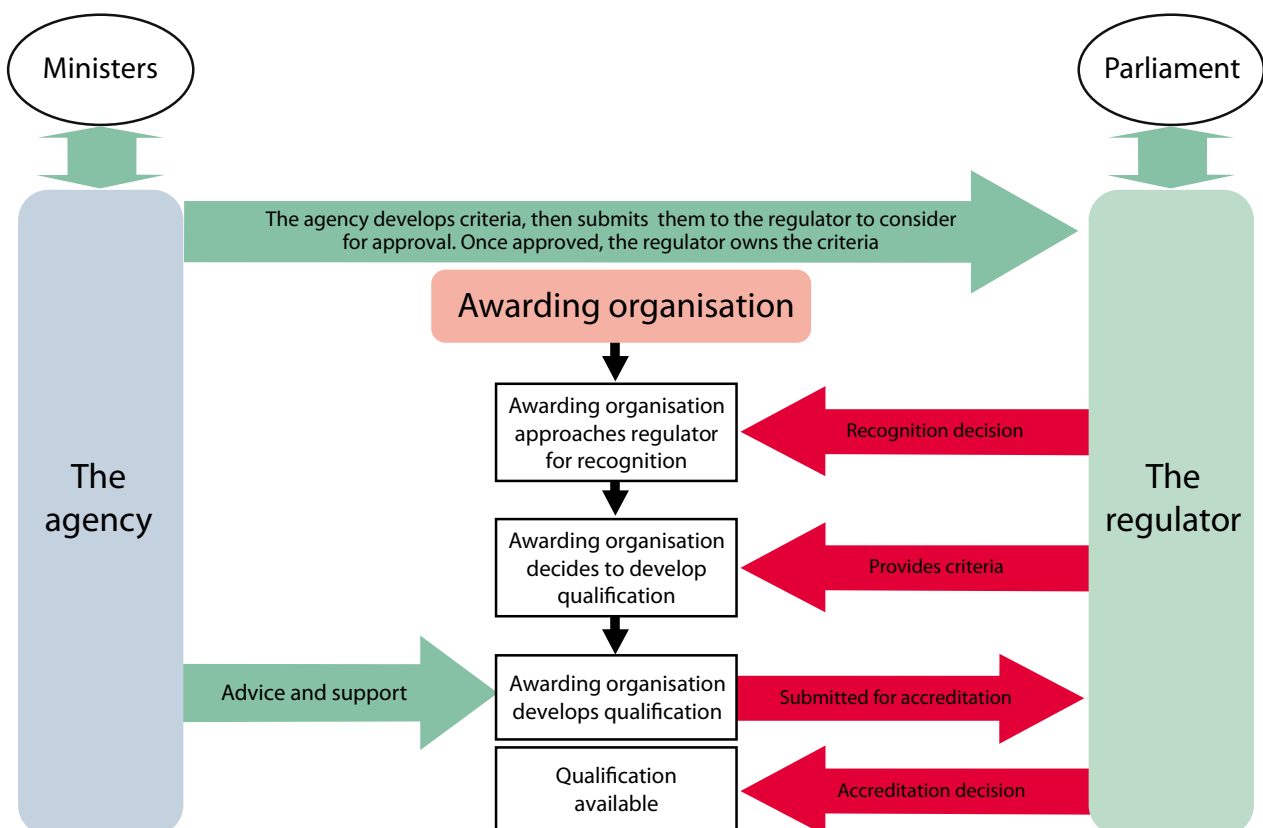 Ministers
Parliament
The agency develops criteria, then submits them to the regulator to consider
for approval. Once approved, the regulator owns the criteria
Awarding organisation
Awarding organisation
approaches regulator
for recognition
Recognition decision
The
agency
The
regulator
Awarding organisation
decides to develop
qualification
Provides criteria
Advice and support
Awarding organisation
develops qualification
Submitted for accreditation
Qualification
available
Accreditation decision